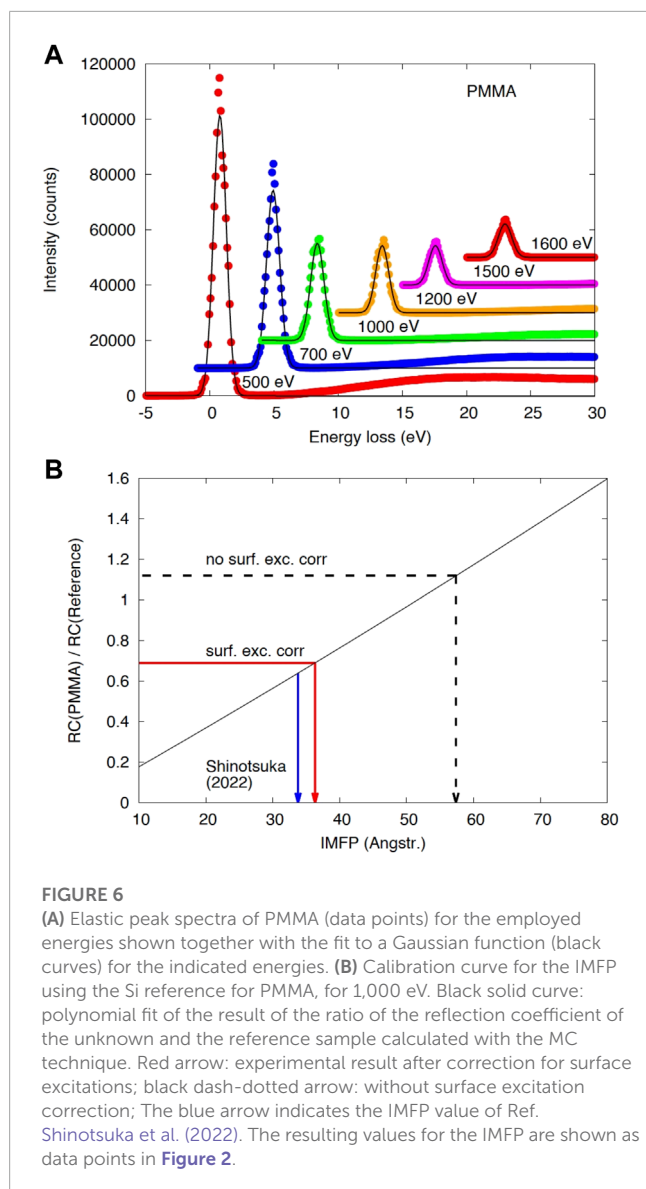 A
120000
100000
80000
60000
40000
20000
0
Intensity (counts)
PMMA
1600 eV
1500 eV
1200 eV
1000 eV
700 eV
500 eV
-5 0 5 10 15 20 25 30
Energy loss (eV)
B
1.6
1.4
1.2
1
0.8
0.6
0.4
0.2
0
RC(PMMA) / RC(Reference)
no surf. exc. corr
surf. exc. corr
Shinotsuka
(2022)
10 20 30 40 50 60 70 80
IMFP (Angstr.)
FIGURE 6
(A) Elastic peak spectra of PMMA (data points) for the employed
energies shown together with the fit to a Gaussian function (black
curves) for the indicated energies. (B) Calibration curve for the IMFP
using the Si reference for PMMA, for 1,000 eV. Black solid curve:
polynomial fit of the result of the ratio of the reflection coefficient of
the unknown and the reference sample calculated with the MC
technique. Red arrow: experimental result after correction for surface
excitations; black dash-dotted arrow: without surface excitation
correction; The blue arrow indicates the IMFP value of Ref.
Shinotsuka et al. (2022). The resulting values for the IMFP are shown as
data points in Figure 2.